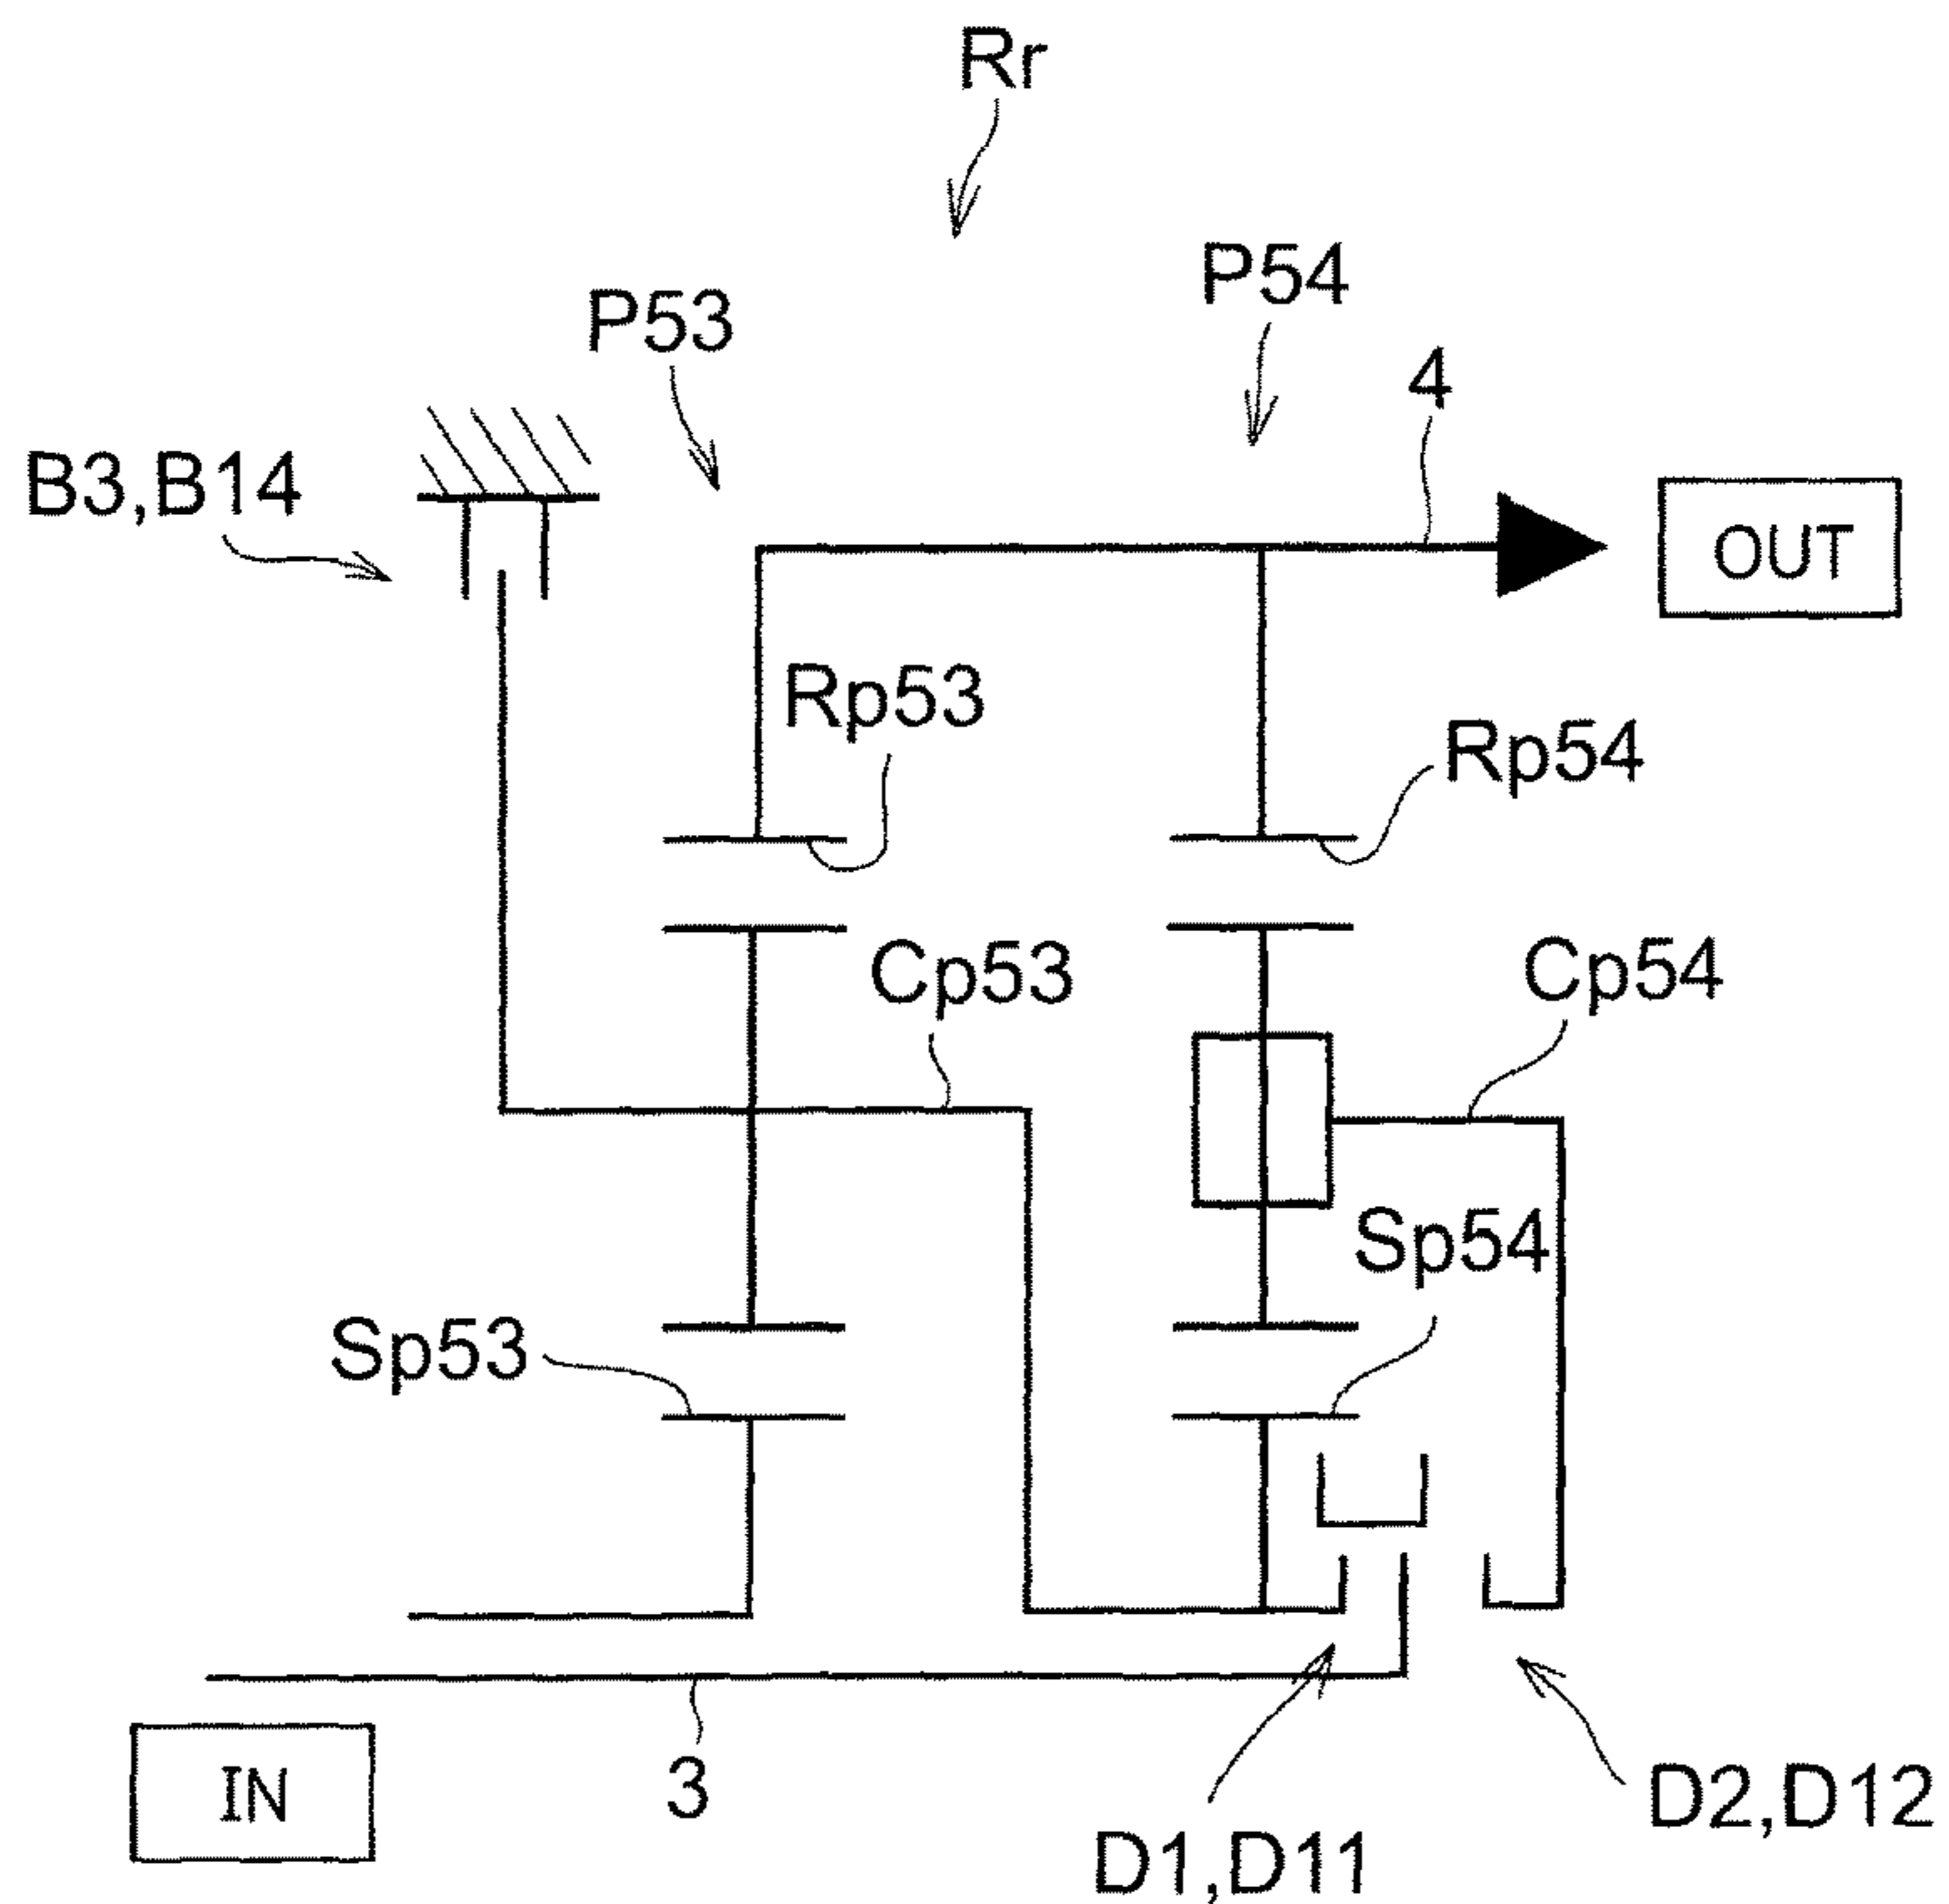 Rr
P54
P53
4
B3,B14
OUT
Rp53
Rp54
Cp53
Cp54
Sp54
Sp53
3
IN
D2,D12
D1,D11